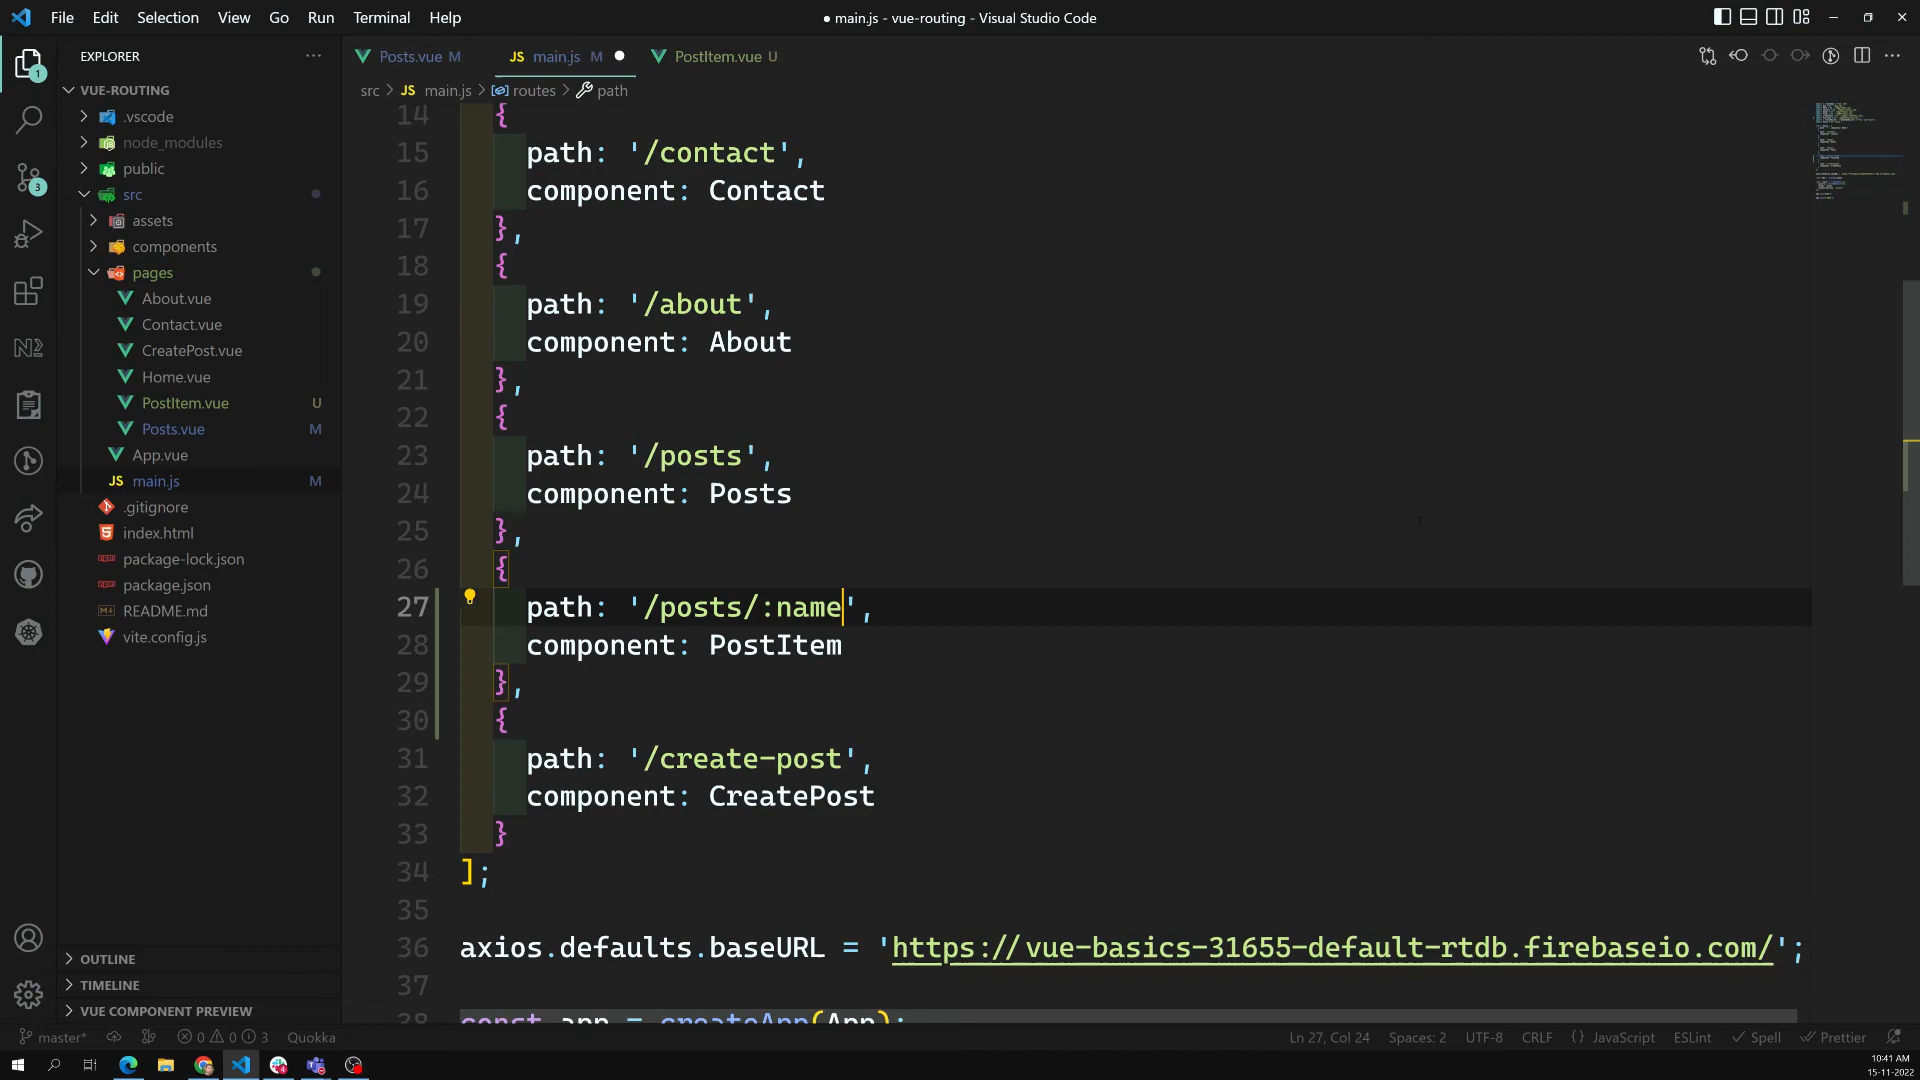 File Edit Selection View Go Run Terminal Help
● main.js - vue-routing - Visual Studio Code
EXPLORER
VUE-ROUTING
.vscode
node_modules
public
src
assets
components
pages
About.vue
Contact.vue
CreatePost.vue
Home.vue
PostItem.vue U
Posts.vue M
App.vue
JS main.js M
.gitignore
index.html
package-lock.json
package.json
README.md
vite.config.js
OUTLINE
TIMELINE
VUE COMPONENT PREVIEW
1
3
Posts.vue M
JS main.js M ●
PostItem.vue U
src > JS main.js > routes > path
14 {
15 path: '/contact',
16 component: Contact
17 },
18 {
19 path: '/about',
20 component: About
21 },
22 {
23 path: '/posts',
24 component: Posts
25 },
26 {
27 path: '/posts/:name',
28 component: PostItem
29 },
30 {
31 path: '/create-post',
32 component: CreatePost
33 }
34 ];
35
36 axios.defaults.baseURL = 'https://vue-basics-31655-default-rtdb.firebaseio.com/';
37
38 const app = createApp(App);
master* 0 0 3 Quokka
Ln 27, Col 24 Spaces: 2 UTF-8 CRLF {} JavaScript ESLint Spell Prettier
10:41 AM
15-11-2022